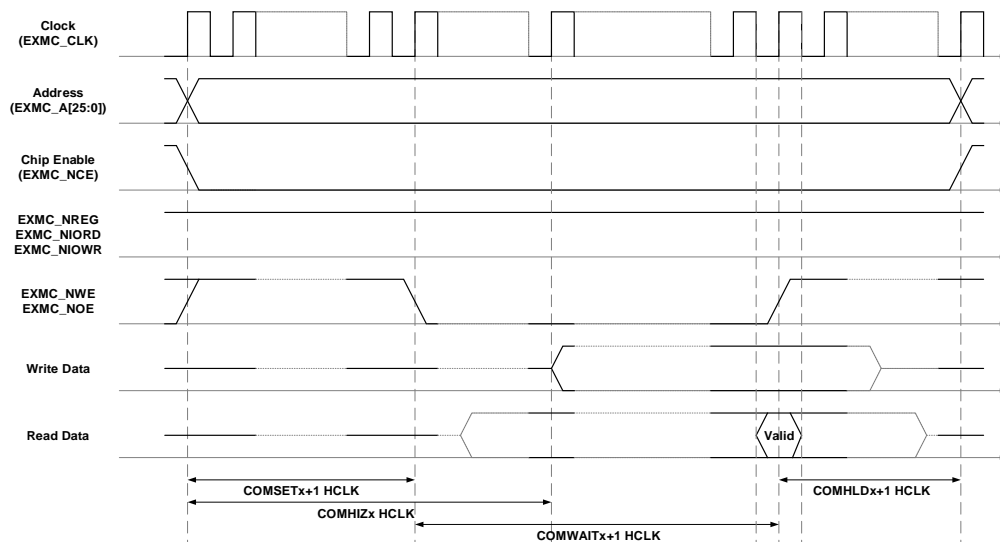 Clock
(EXMC_CLK)
Address
(EXMC_A[25:0])
Chip Enable
(EXMC_NCE)
EXMC_NREG
EXMC_NIORD
EXMC_NIOWR
EXMC_NWE
EXMC_NOE
Write Data
Read Data
Valid
COMSETx+1 HCLK
COMHLDx+1 HCLK
COMHIZx HCLK
COMWAITx+1 HCLK